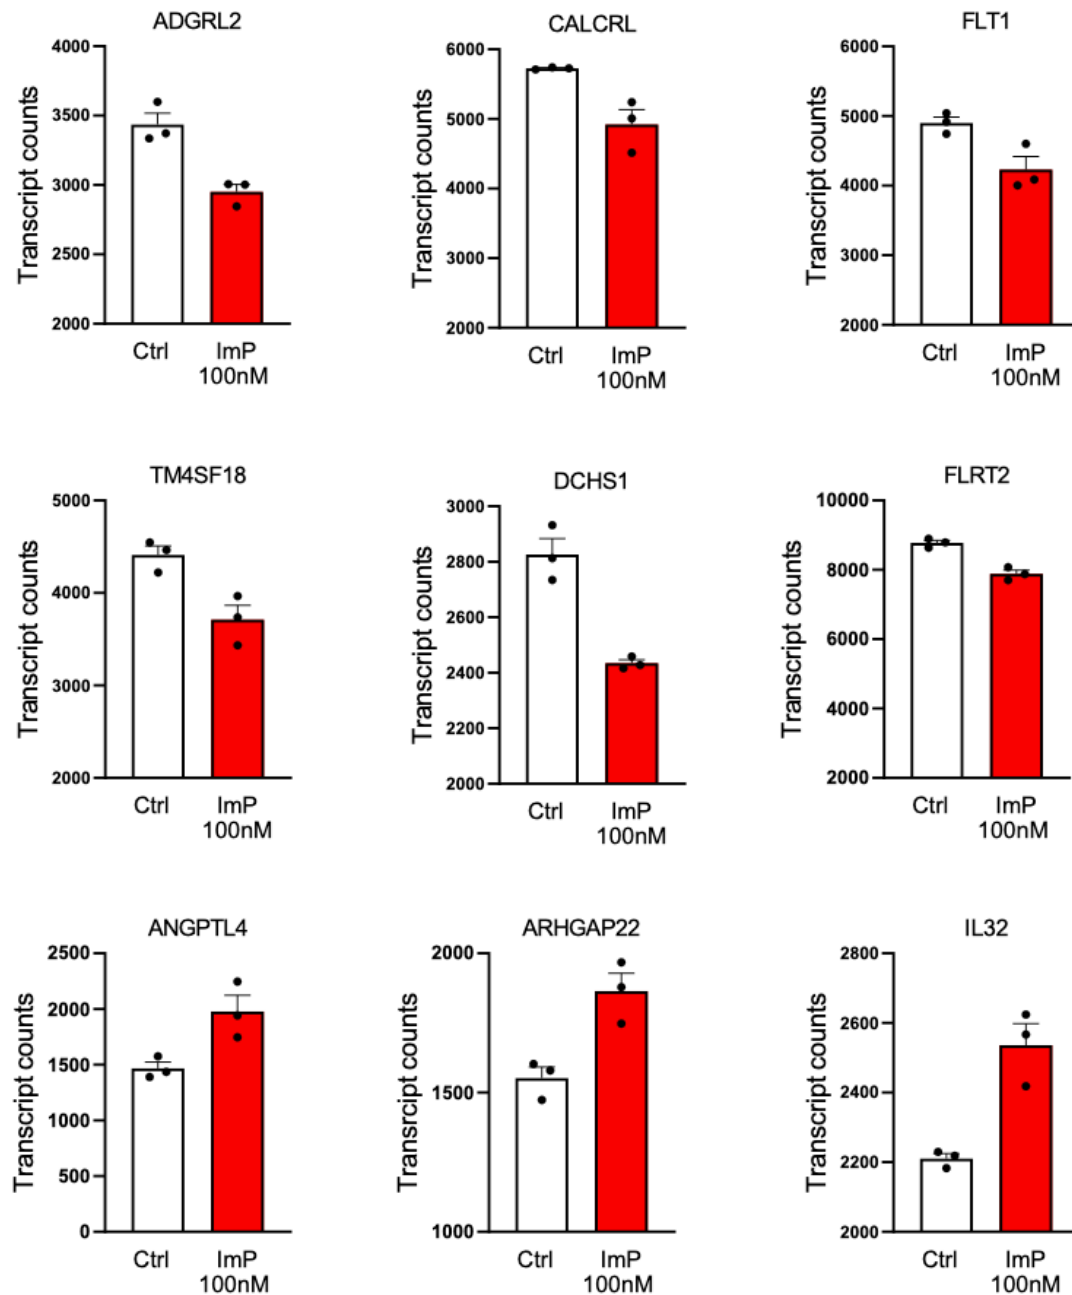 ADGRL2
Transcript counts
4000
3500
3000
2500
2000
Ctrl
ImP
100nM
CALCRL
Transcript counts
6000
5000
4000
3000
2000
Ctrl
ImP
100nM
FLT1
Transcript counts
6000
5000
4000
3000
2000
Ctrl
ImP
100nM
TM4SF18
Transcript counts
5000
4000
3000
2000
Ctrl
ImP
100nM
DCHS1
Transcript counts
3000
2800
2600
2400
2200
2000
Ctrl
ImP
100nM
FLRT2
Transcript counts
10000
8000
6000
4000
2000
Ctrl
ImP
100nM
ANGPTL4
Transcript counts
2500
2000
1500
1000
500
0
Ctrl
ImP
100nM
ARHGAP22
Transrcipt counts
2000
1500
1000
Ctrl
ImP
100nM
IL32
Transcript counts
2800
2600
2400
2200
2000
Ctrl
ImP
100nM